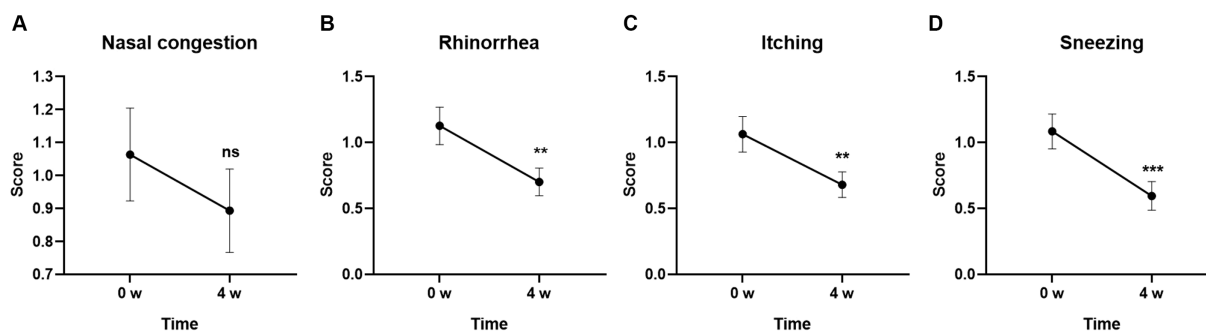 A
Nasal congestion
1.3
1.2
1.1
1.0
0.9
0.8
0.7
Score
ns
0 w
4 w
Time
B
Rhinorrhea
1.5
1.0
0.5
0.0
Score
**
0 w
4 w
Time
C
Itching
1.5
1.0
0.5
0.0
Score
**
0 w
4 w
Time
D
Sneezing
1.5
1.0
0.5
0.0
Score
***
0 w
4 w
Time